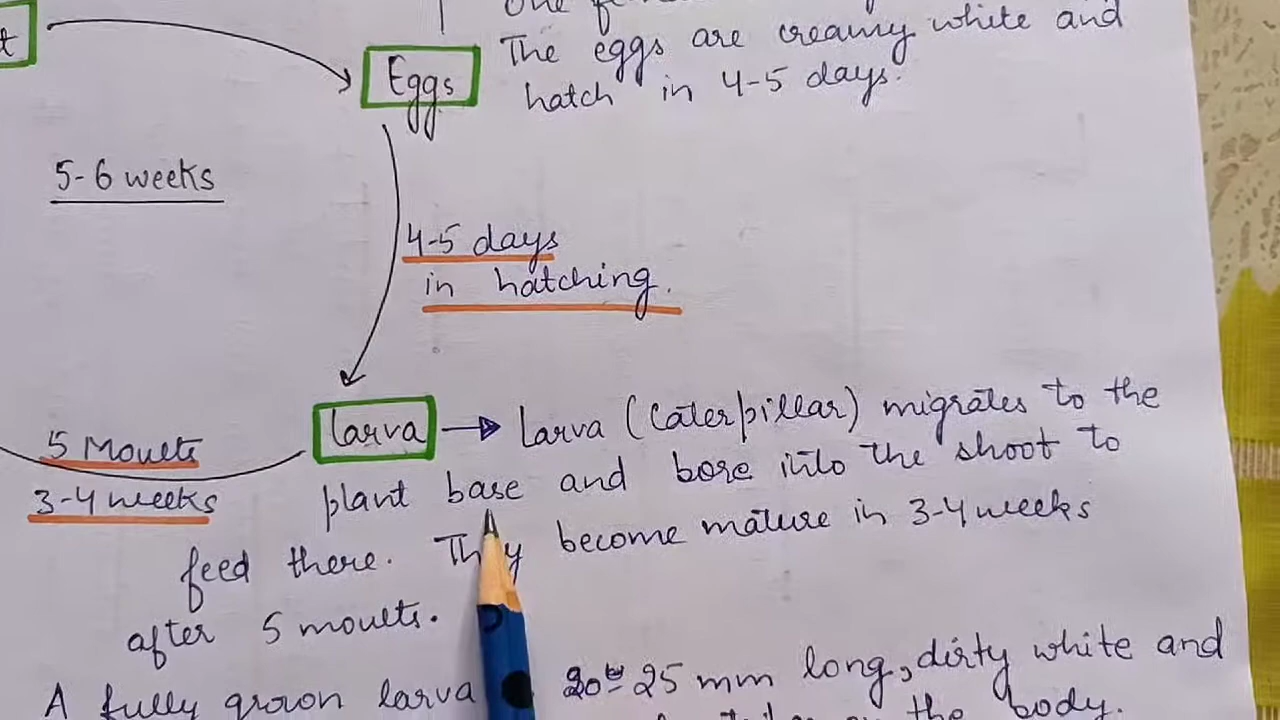 One
t
The eggs are creamy white and
Eggs
hatch in 4-5 days.
5-6 weeks
4-5 days
in hatching.
Larva → Larva (Caterpillar) migrates to the
5 Moults
plant base and bore into the shoot to
3-4 weeks
feed there. They become mature in 3-4 weeks
after 5 moults.
A fully grown larva 20-25 mm long, dirty white and
the body.